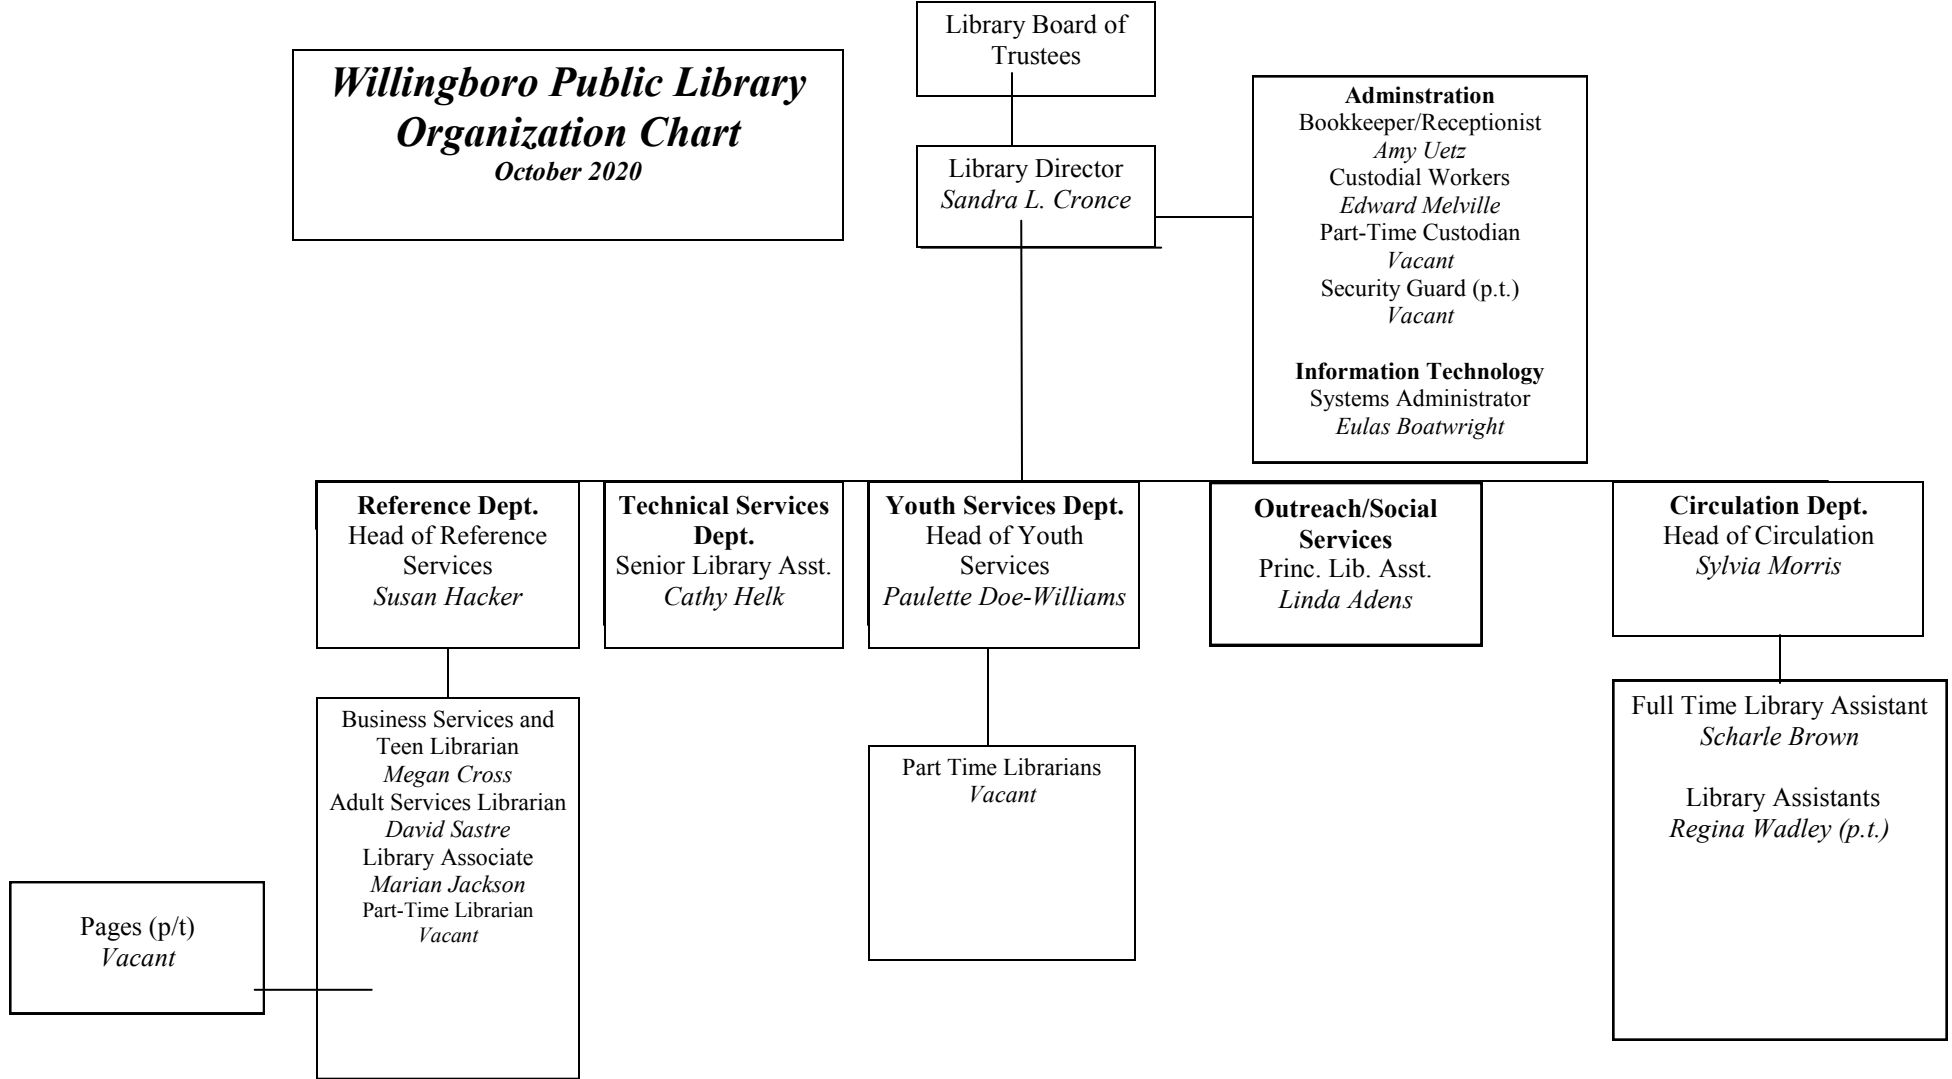 Willingboro Public Library
Organization Chart
October 2020
Library Board of
Trustees
Library Director
Sandra L. Cronce
Adminstration
Bookkeeper/Receptionist
Amy Uetz
Custodial Workers
Edward Melville
Part-Time Custodian
Vacant
Security Guard (p.t.)
Vacant
Information Technology
Systems Administrator
Eulas Boatwright
Reference Dept.
Head of Reference
Services
Susan Hacker
Technical Services
Dept.
Senior Library Asst.
Cathy Helk
Youth Services Dept.
Head of Youth
Services
Paulette Doe-Williams
Outreach/Social
Services
Princ. Lib. Asst.
Linda Adens
Circulation Dept.
Head of Circulation
Sylvia Morris
Business Services and
Teen Librarian
Megan Cross
Adult Services Librarian
David Sastre
Library Associate
Marian Jackson
Part-Time Librarian
Vacant
Pages (p/t)
Vacant
Part Time Librarians
Vacant
Full Time Library Assistant
Scharle Brown
Library Assistants
Regina Wadley (p.t.)